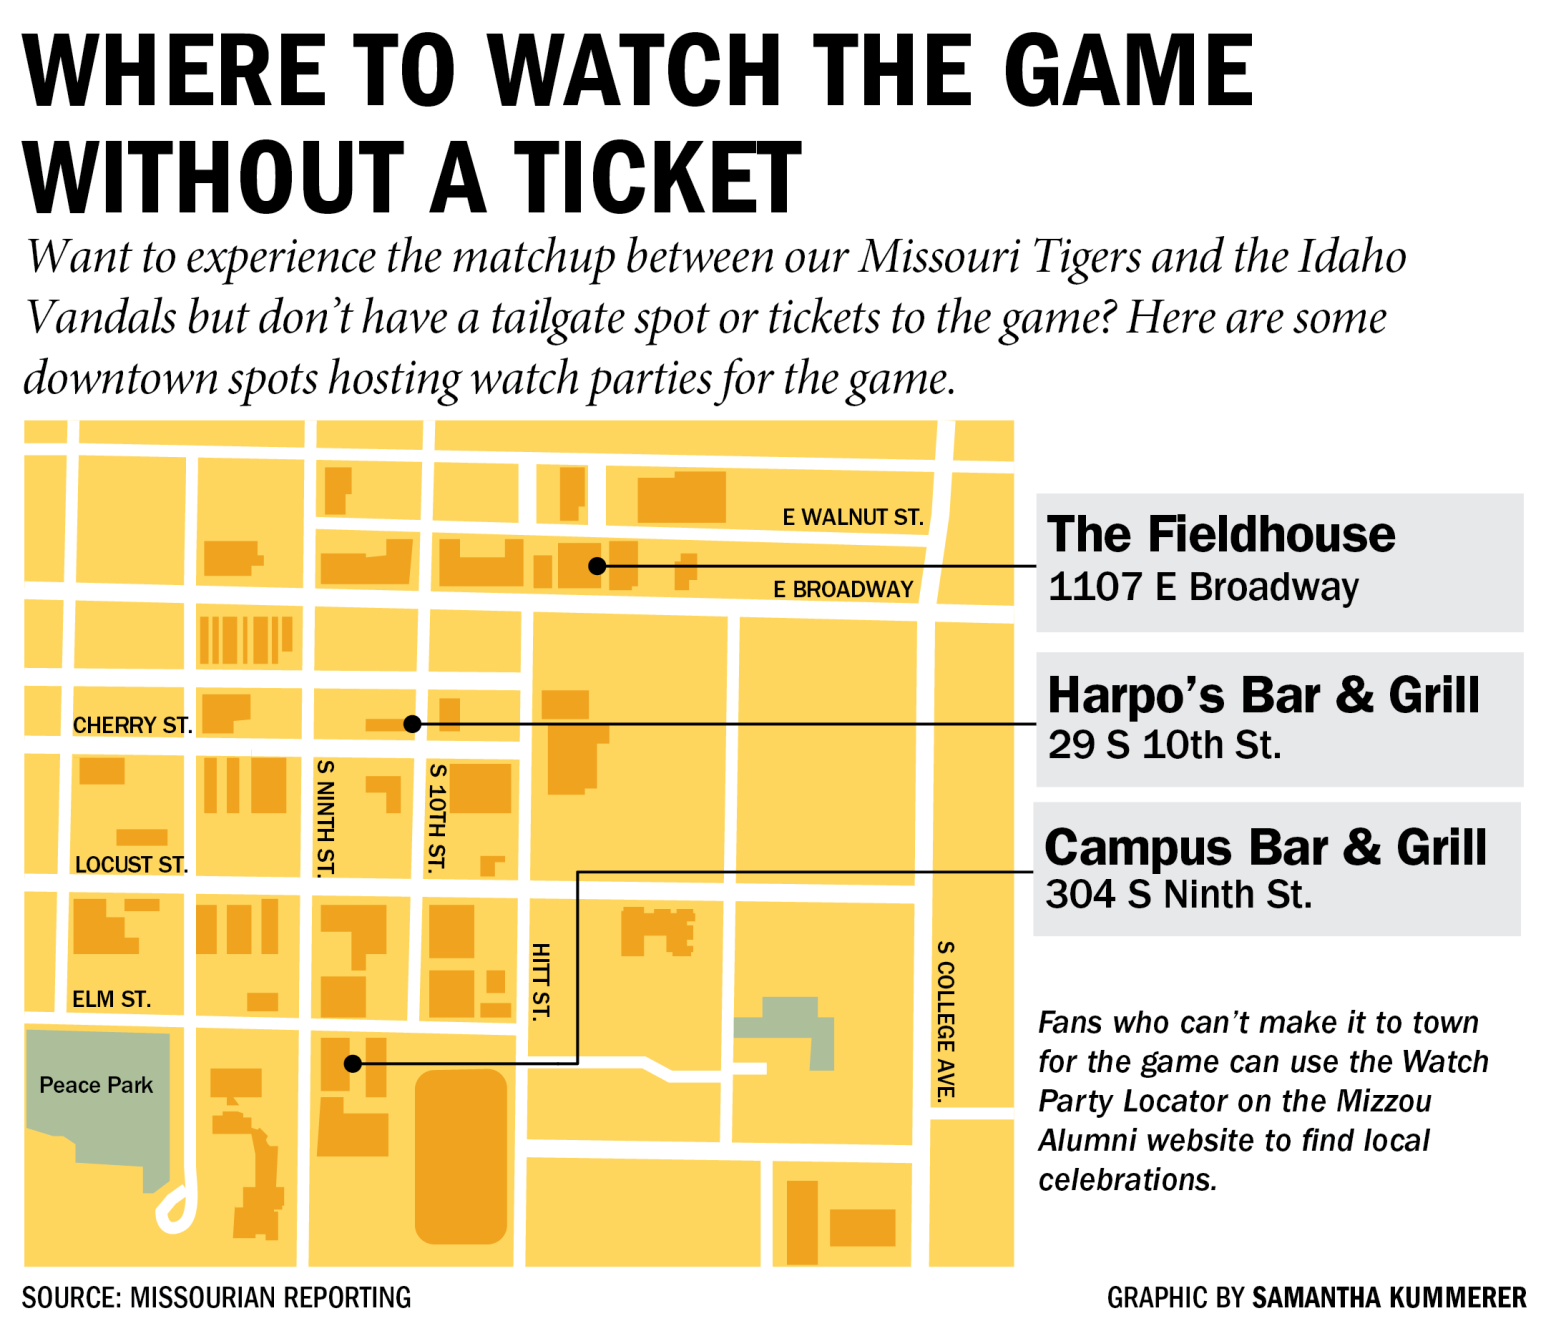 WHERE TO WATCH THE GAME
WITHOUT A TICKET
Want to experience the matchup between our Missouri Tigers and the Idaho
Vandals but don’t have a tailgate spot or tickets to the game? Here are some
downtown spots hosting watch parties for the game.
E WALNUT ST.
E BROADWAY
CHERRY ST.
S NINTH ST.
S 10TH ST.
LOCUST ST.
HITT ST.
S COLLEGE AVE.
ELM ST.
Peace Park
The Fieldhouse
1107 E Broadway
Harpo’s Bar & Grill
29 S 10th St.
Campus Bar & Grill
304 S Ninth St.
Fans who can’t make it to town
for the game can use the Watch
Party Locator on the Mizzou
Alumni website to find local
celebrations.
SOURCE: MISSOURIAN REPORTING
GRAPHIC BY SAMANTHA KUMMERER